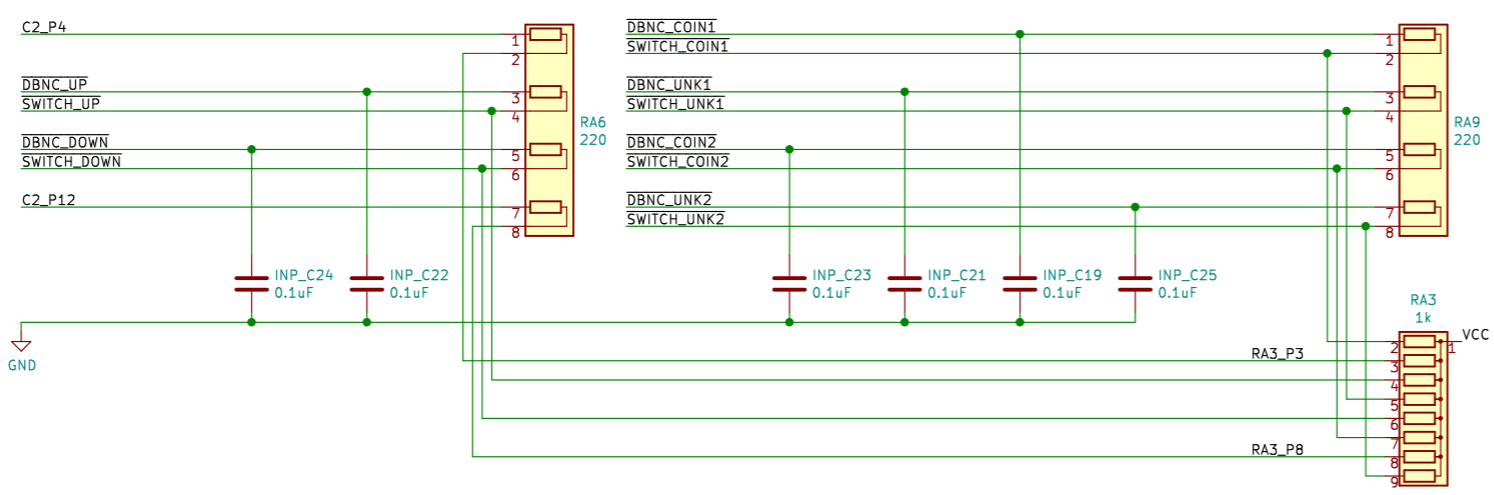 C2_P4
DBNC_UP
SWITCH_UP
DBNC_DOWN
SWITCH_DOWN
C2_P12
1
2
3
4
5
6
7
8
RA6
220
DBNC_COIN1
SWITCH_COIN1
DBNC_UNK1
SWITCH_UNK1
DBNC_COIN2
SWITCH_COIN2
DBNC_UNK2
SWITCH_UNK2
1
2
3
4
5
6
7
8
RA9
220
INP_C24
0.1uF
INP_C22
0.1uF
INP_C23
0.1uF
INP_C21
0.1uF
INP_C19
0.1uF
INP_C25
0.1uF
GND
RA3
1k
VCC
1
RA3_P3
RA3_P8
2
3
4
5
6
7
8
9